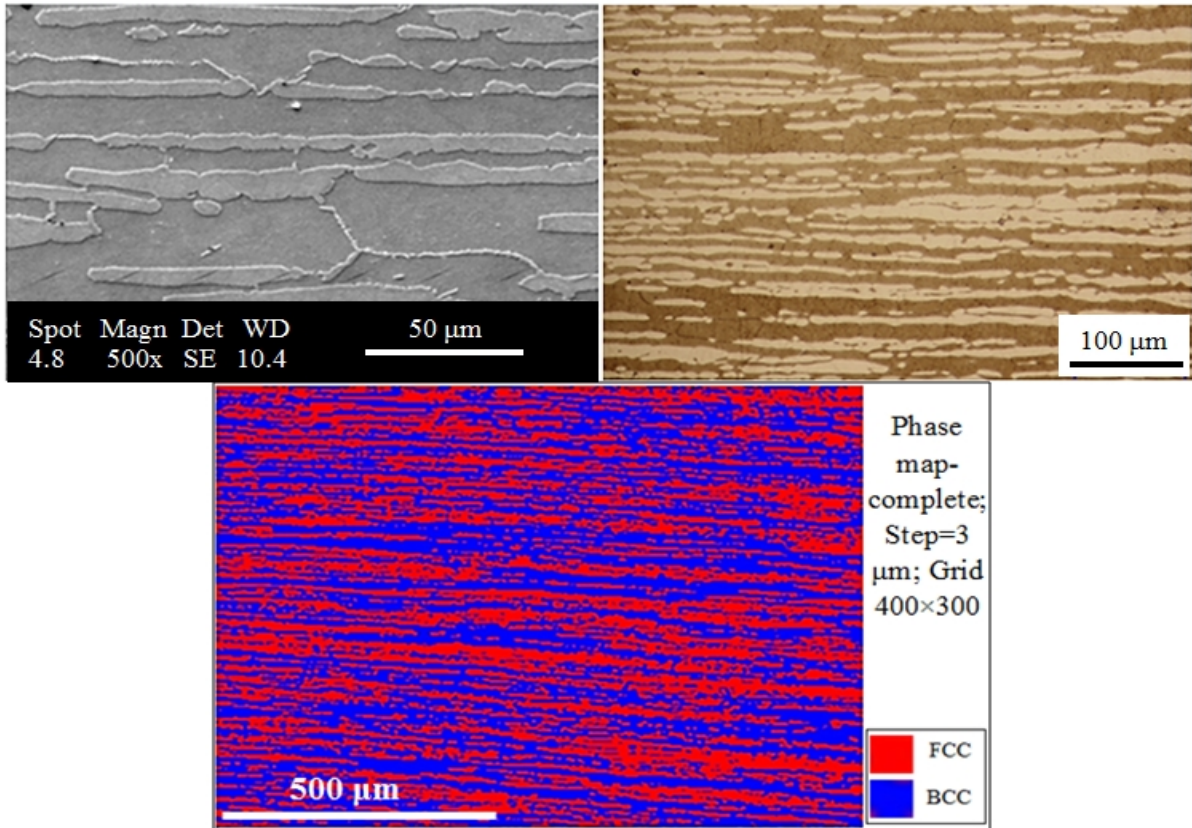 Spot Magn Det WD
4.8 500x SE 10.4
50 µm
100 µm
Phase
map-
complete;
Step=3
µm; Grid
400×300
FCC
BCC
500 µm